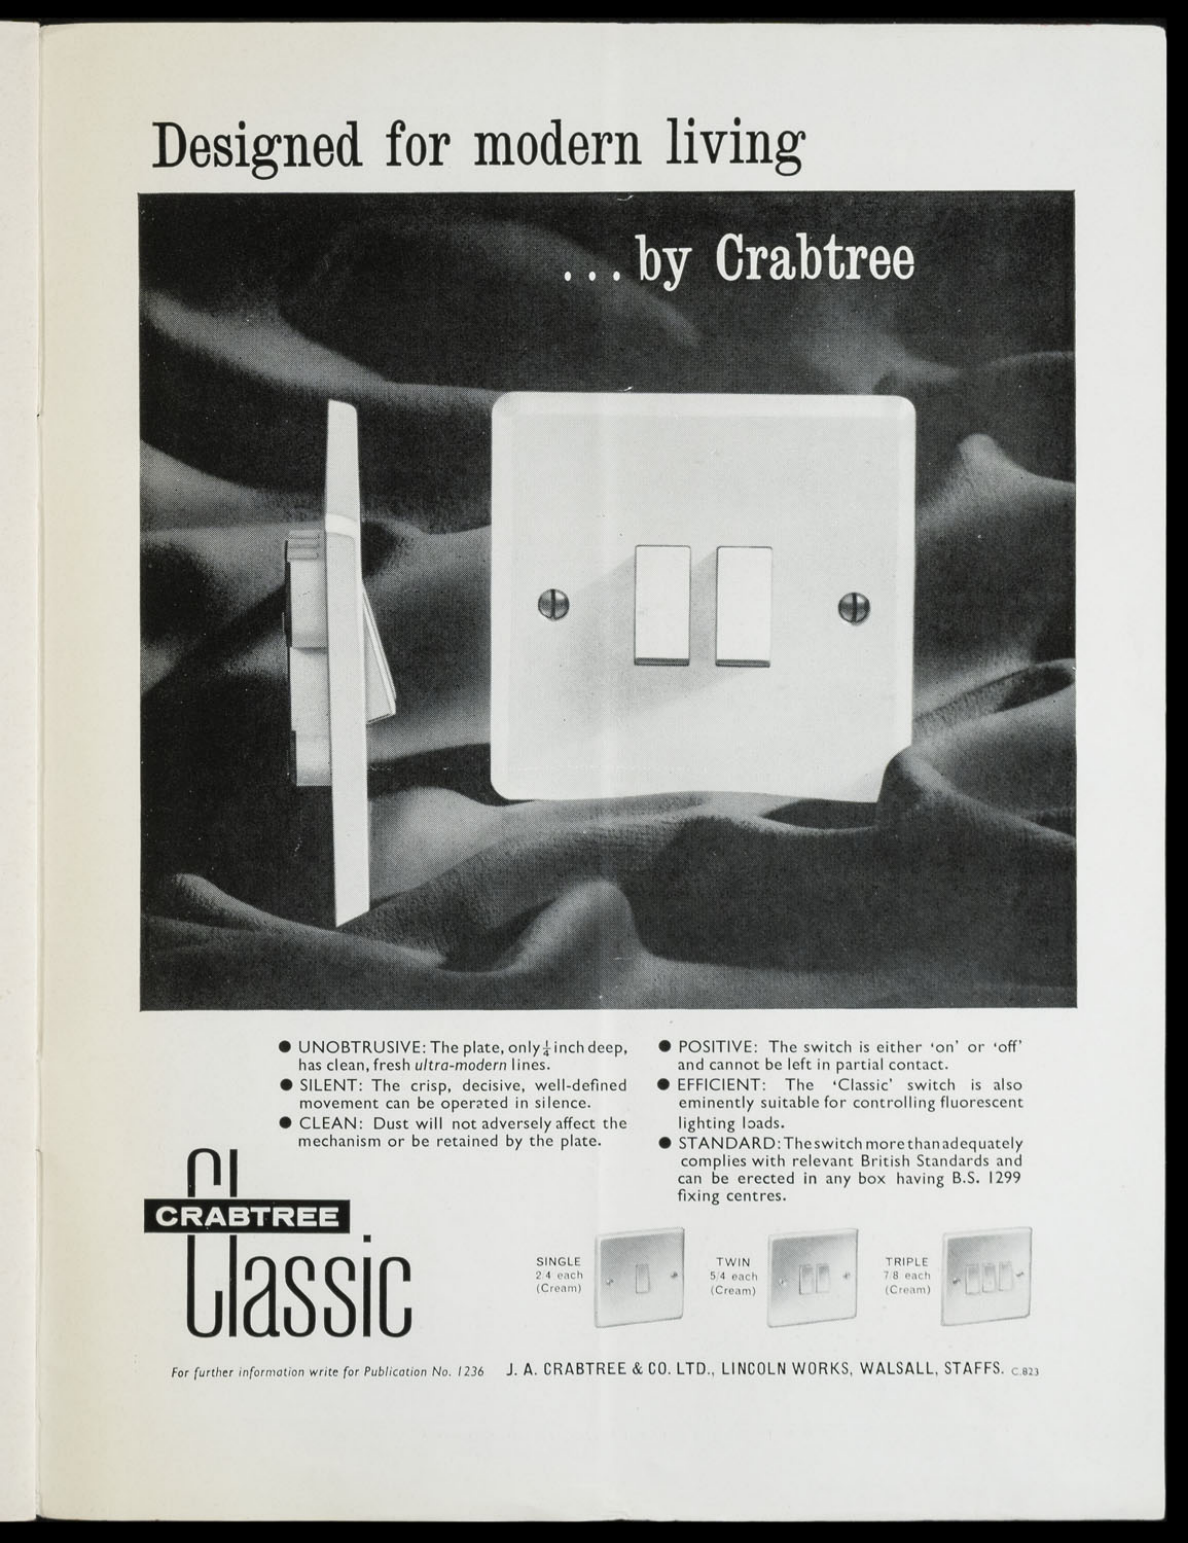 Designed for modern living
...by Crabtree
● UNOBTRUSIVE: The plate, only ¼ inch deep,
has clean, fresh ultra-modern lines.
● SILENT: The crisp, decisive, well-defined
movement can be operated in silence.
● CLEAN: Dust will not adversely affect the
mechanism or be retained by the plate.
● POSITIVE: The switch is either ‘on’ or ‘off’
and cannot be left in partial contact.
● EFFICIENT: The ‘Classic’ switch is also
eminently suitable for controlling fluorescent
lighting loads.
● STANDARD: The switch more than adequately
complies with relevant British Standards and
can be erected in any box having B.S. 1299
fixing centres.
CRABTREE
Classic
SINGLE
2/4 each
(Cream)
TWIN
5/4 each
(Cream)
TRIPLE
7/8 each
(Cream)
For further information write for Publication No. 1236
J. A. CRABTREE & CO. LTD., LINCOLN WORKS, WALSALL, STAFFS. C.823